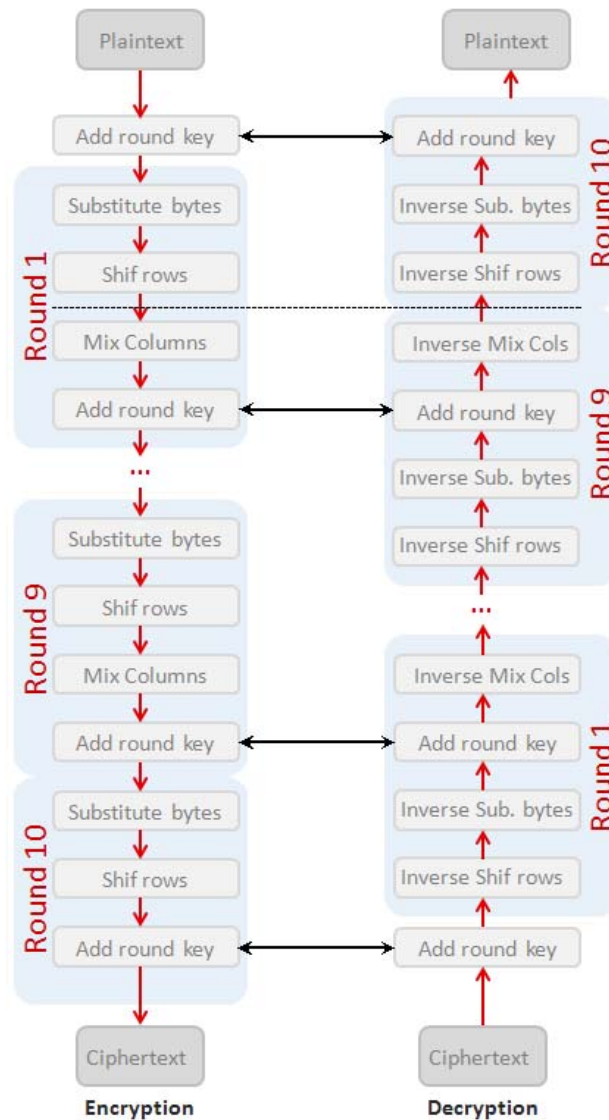 Plaintext
Add round key
Round 1
Substitute bytes
Shif rows
Mix Columns
Add round key
...
Round 9
Substitute bytes
Shif rows
Mix Columns
Add round key
Round 10
Substitute bytes
Shif rows
Add round key
Ciphertext
Encryption
Plaintext
Add round key
Inverse Sub. bytes
Inverse Shif rows
Round 10
Inverse Mix Cols
Add round key
Inverse Sub. bytes
Inverse Shif rows
Round 9
...
Inverse Mix Cols
Add round key
Inverse Sub. bytes
Inverse Shif rows
Round 1
Add round key
Ciphertext
Decryption